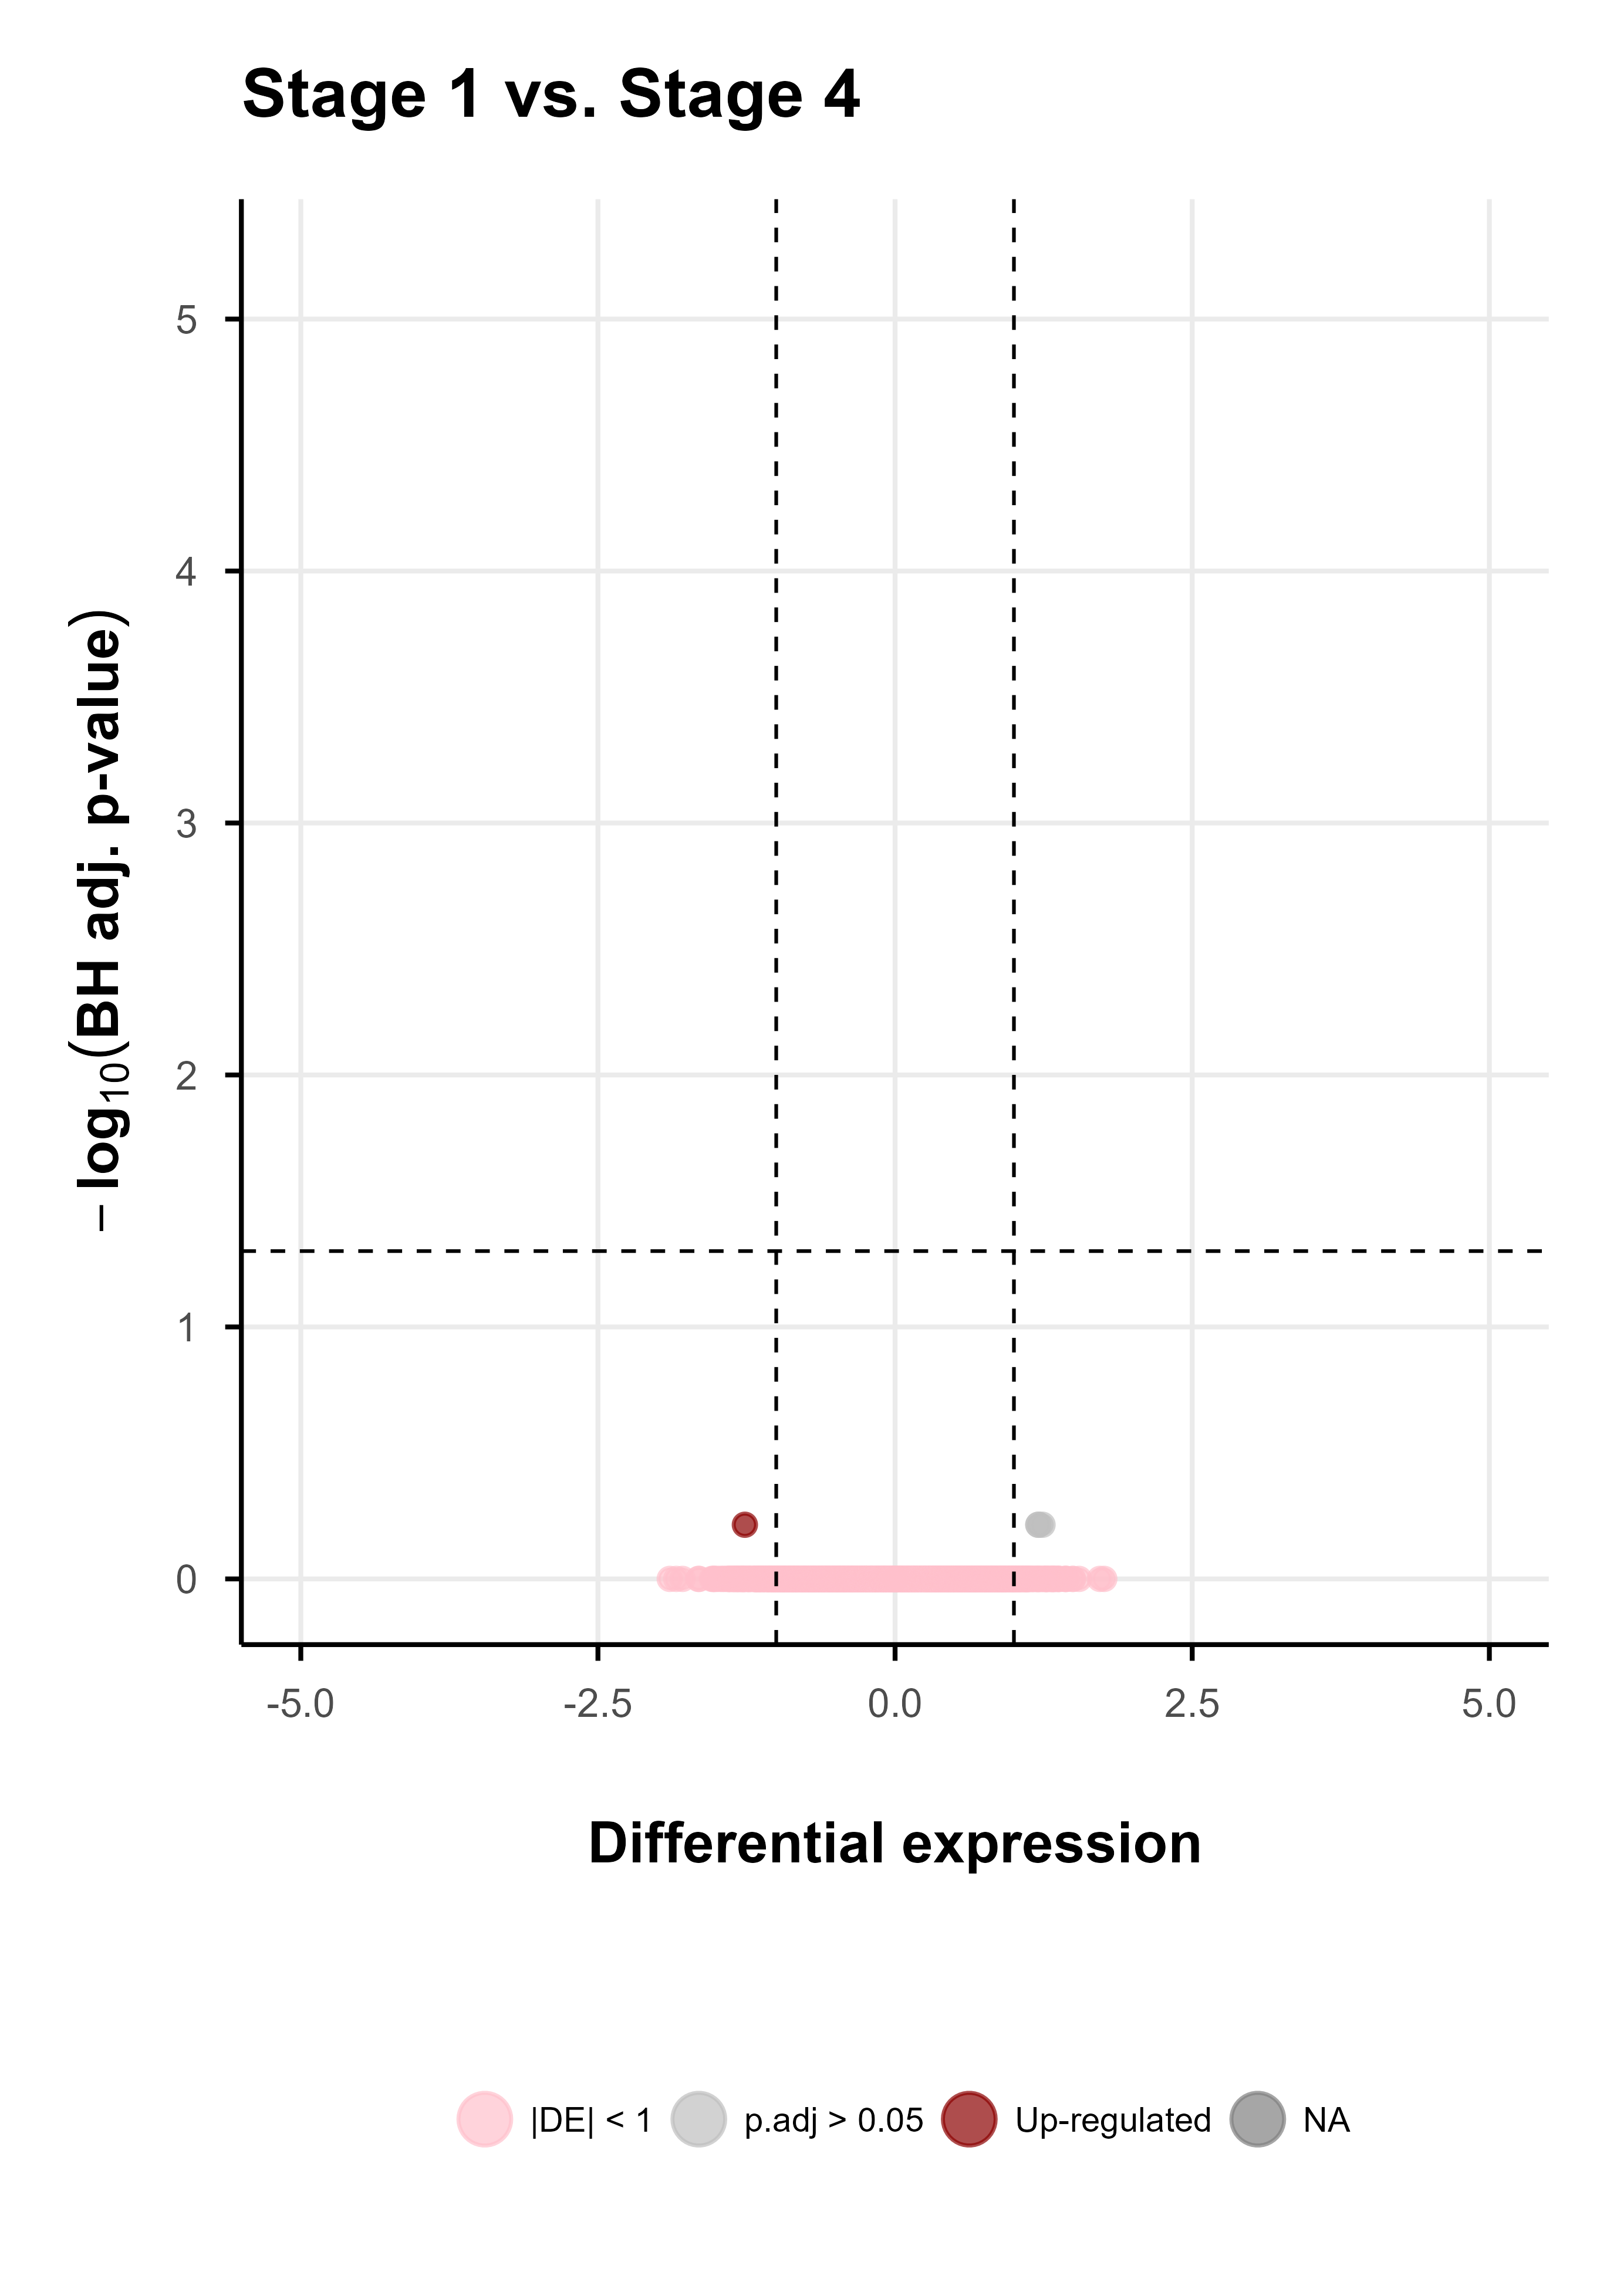 Stage 1 vs. Stage 4
− log10(BH adj. p-value)
5
4
3
2
1
0
-5.0 -2.5 0.0 2.5 5.0
Differential expression
|DE| < 1 p.adj > 0.05 Up-regulated NA